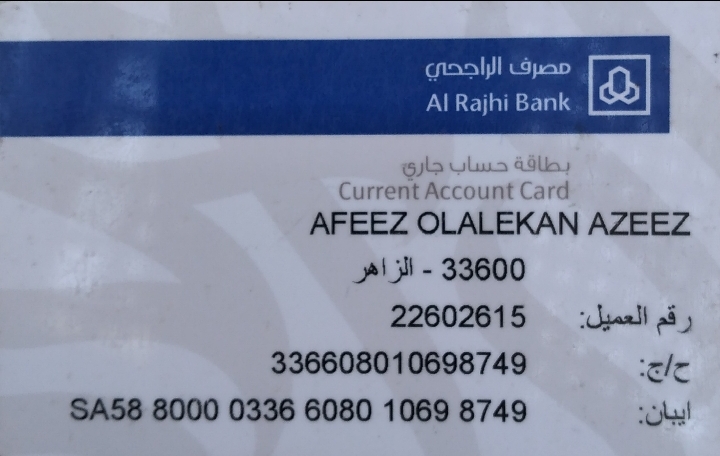 مصرف الراجحي
Al Rajhi Bank
بطاقة حساب جاري
Current Account Card
AFEEZ OLALEKAN AZEEZ
33600 - الزاهر
رقم العميل: 22602615
ح/ج: 336608010698749
ايبان: SA58 8000 0336 6080 1069 8749